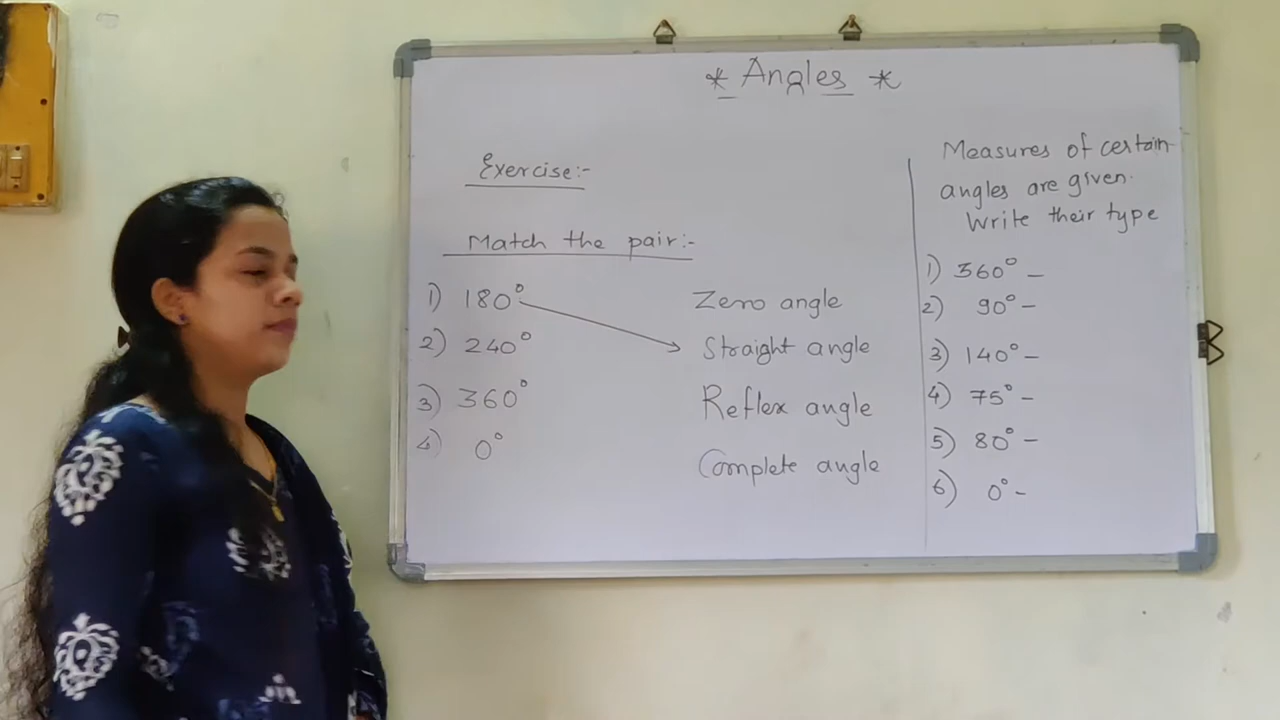 * Angles *
Exercise:-
Match the pair:-
1) 180° Zero angle
2) 240° Straight angle
3) 360° Reflex angle
4) 0° Complete angle
Measures of certain
angles are given.
Write their type
1) 360° -
2) 90° -
3) 140° -
4) 75° -
5) 80° -
6) 0° -